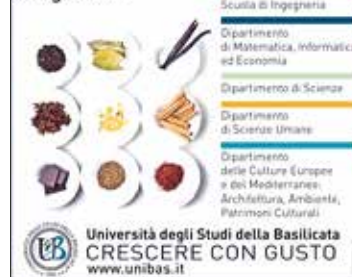 Scuola di Ingegneria
Dipartimento
di Matematica, Informatica
ed Economia
Dipartimento di Scienze
Dipartimento
di Scienze Umane
Dipartimento
delle Culture Europee
e del Mediterraneo:
Architettura, Ambiente,
Patrimoni Culturali
Università degli Studi della Basilicata
CRESCERE CON GUSTO
www.unibas.it